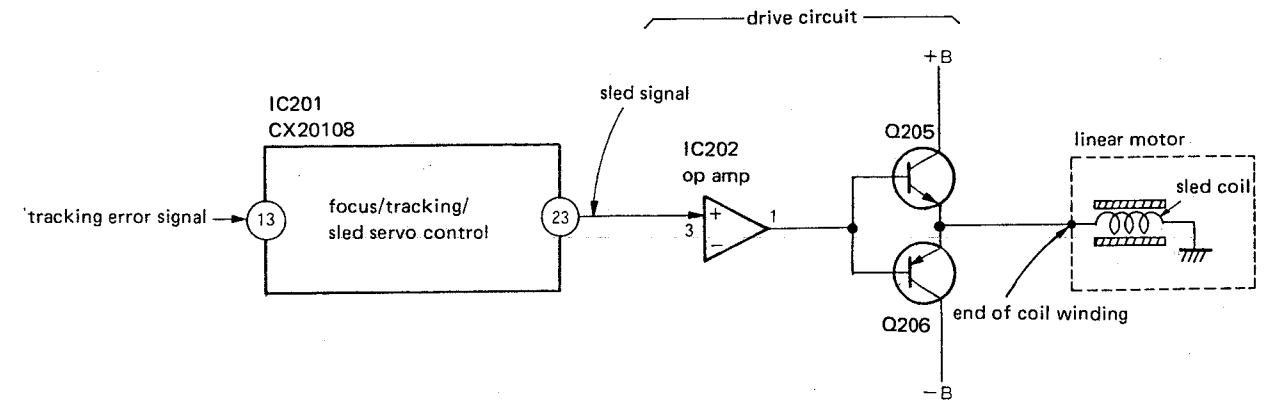 drive circuit
+B
sled signal
IC201
CX20108
Q205
linear motor
IC202
op amp
sled coil
tracking error signal
13
focus/tracking/
sled servo control
23
+
3
−
1
end of coil winding
Q206
−B